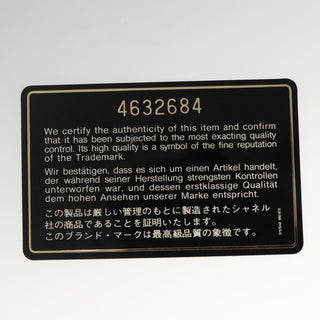 4632684
We certify the authenticity of this item and confirm
that it has been subjected to the most exacting quality
control. Its high quality is a symbol of the fine reputation
of the Trademark.
Wir bestätigen, dass es sich um einen Artikel handelt,
der während seiner Herstellung strengsten Kontrollen
unterworfen war, und dessen erstklassige Qualität
dem hohen Ansehen unserer Marke entspricht.
この製品は厳しい管理のもとに製造されたシャネル
社の商品であることを証明いたします。
このブランド・マークは最高級品質の象徴です。